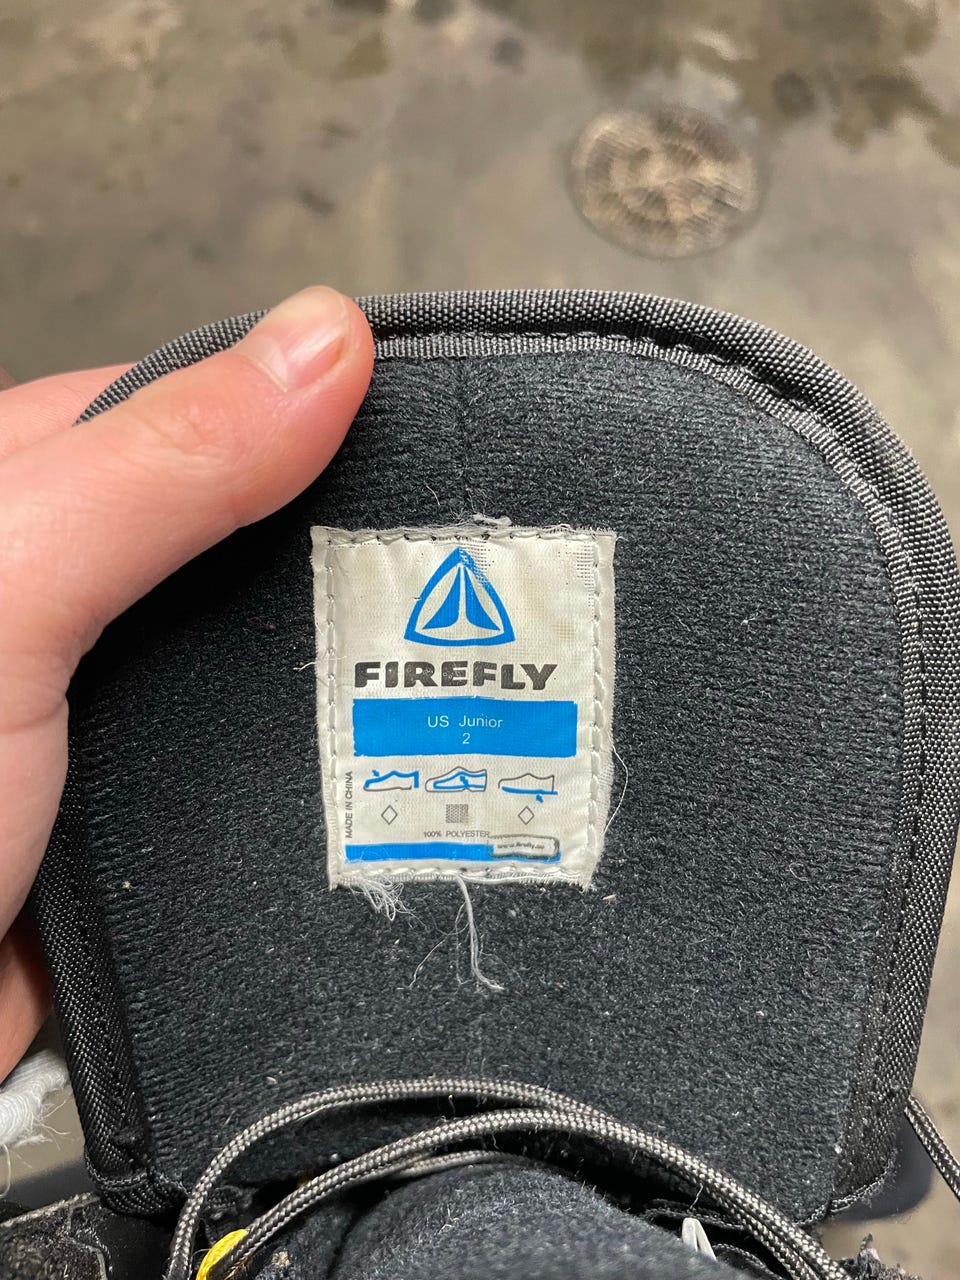 FIREFLY
US Junior
2
MADE IN CHINA
100% POLYESTER